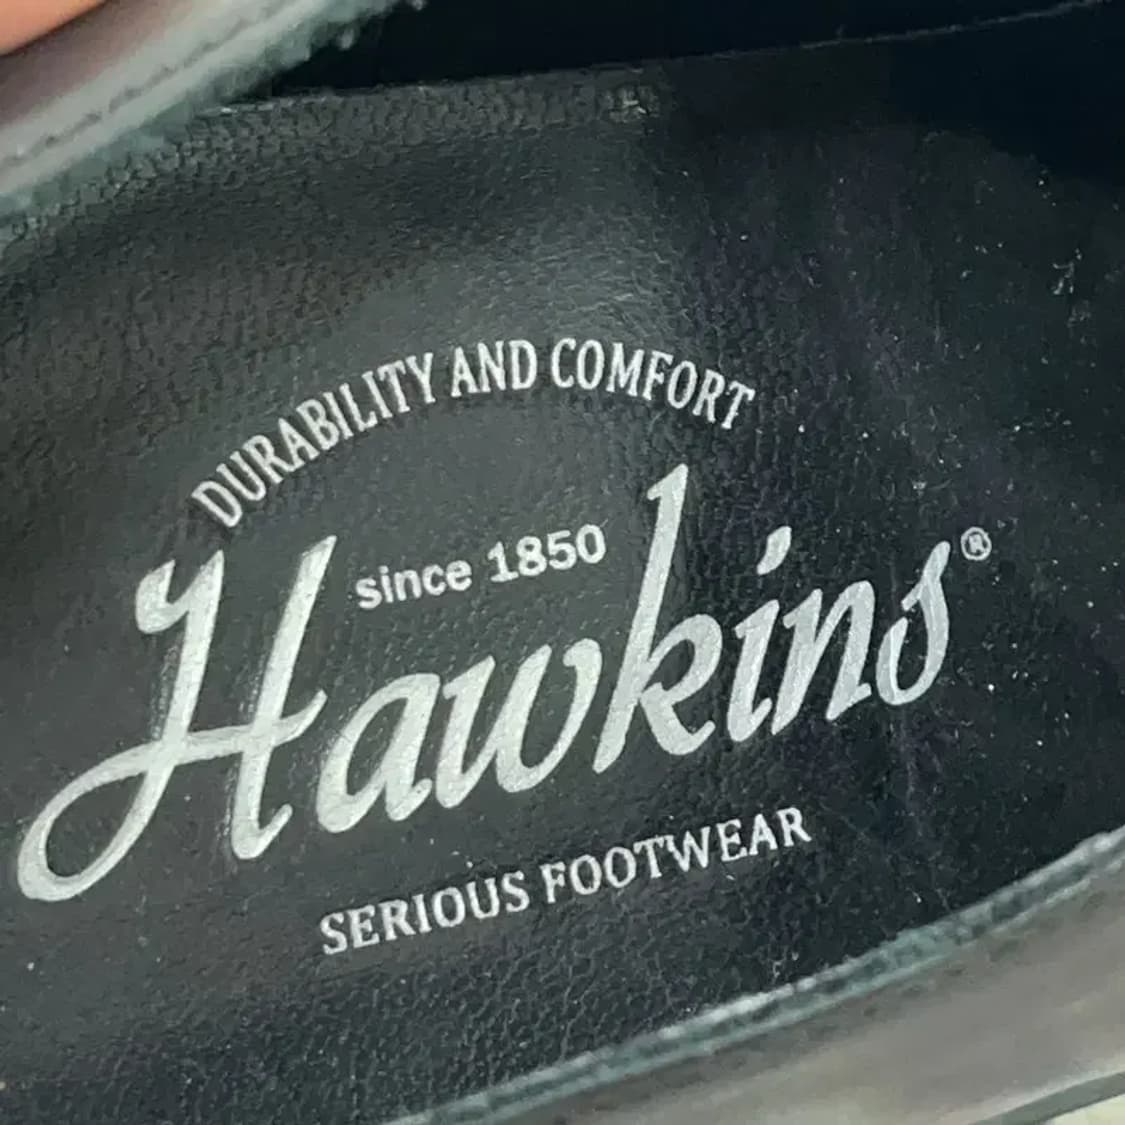 DURABILITY AND COMFORT
since 1850
Hawkins®
SERIOUS FOOTWEAR